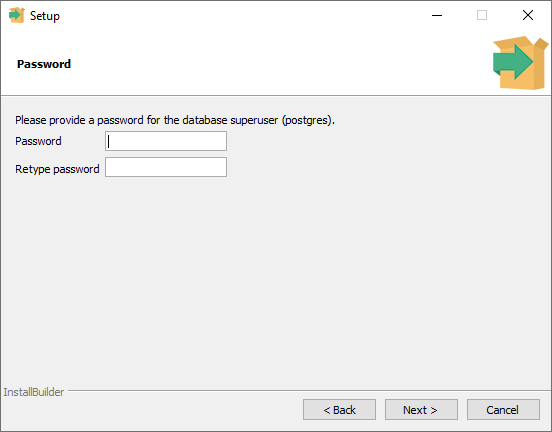 Setup
Password
Please provide a password for the database superuser (postgres).
Password
Retype password
InstallBuilder
< Back
Next >
Cancel